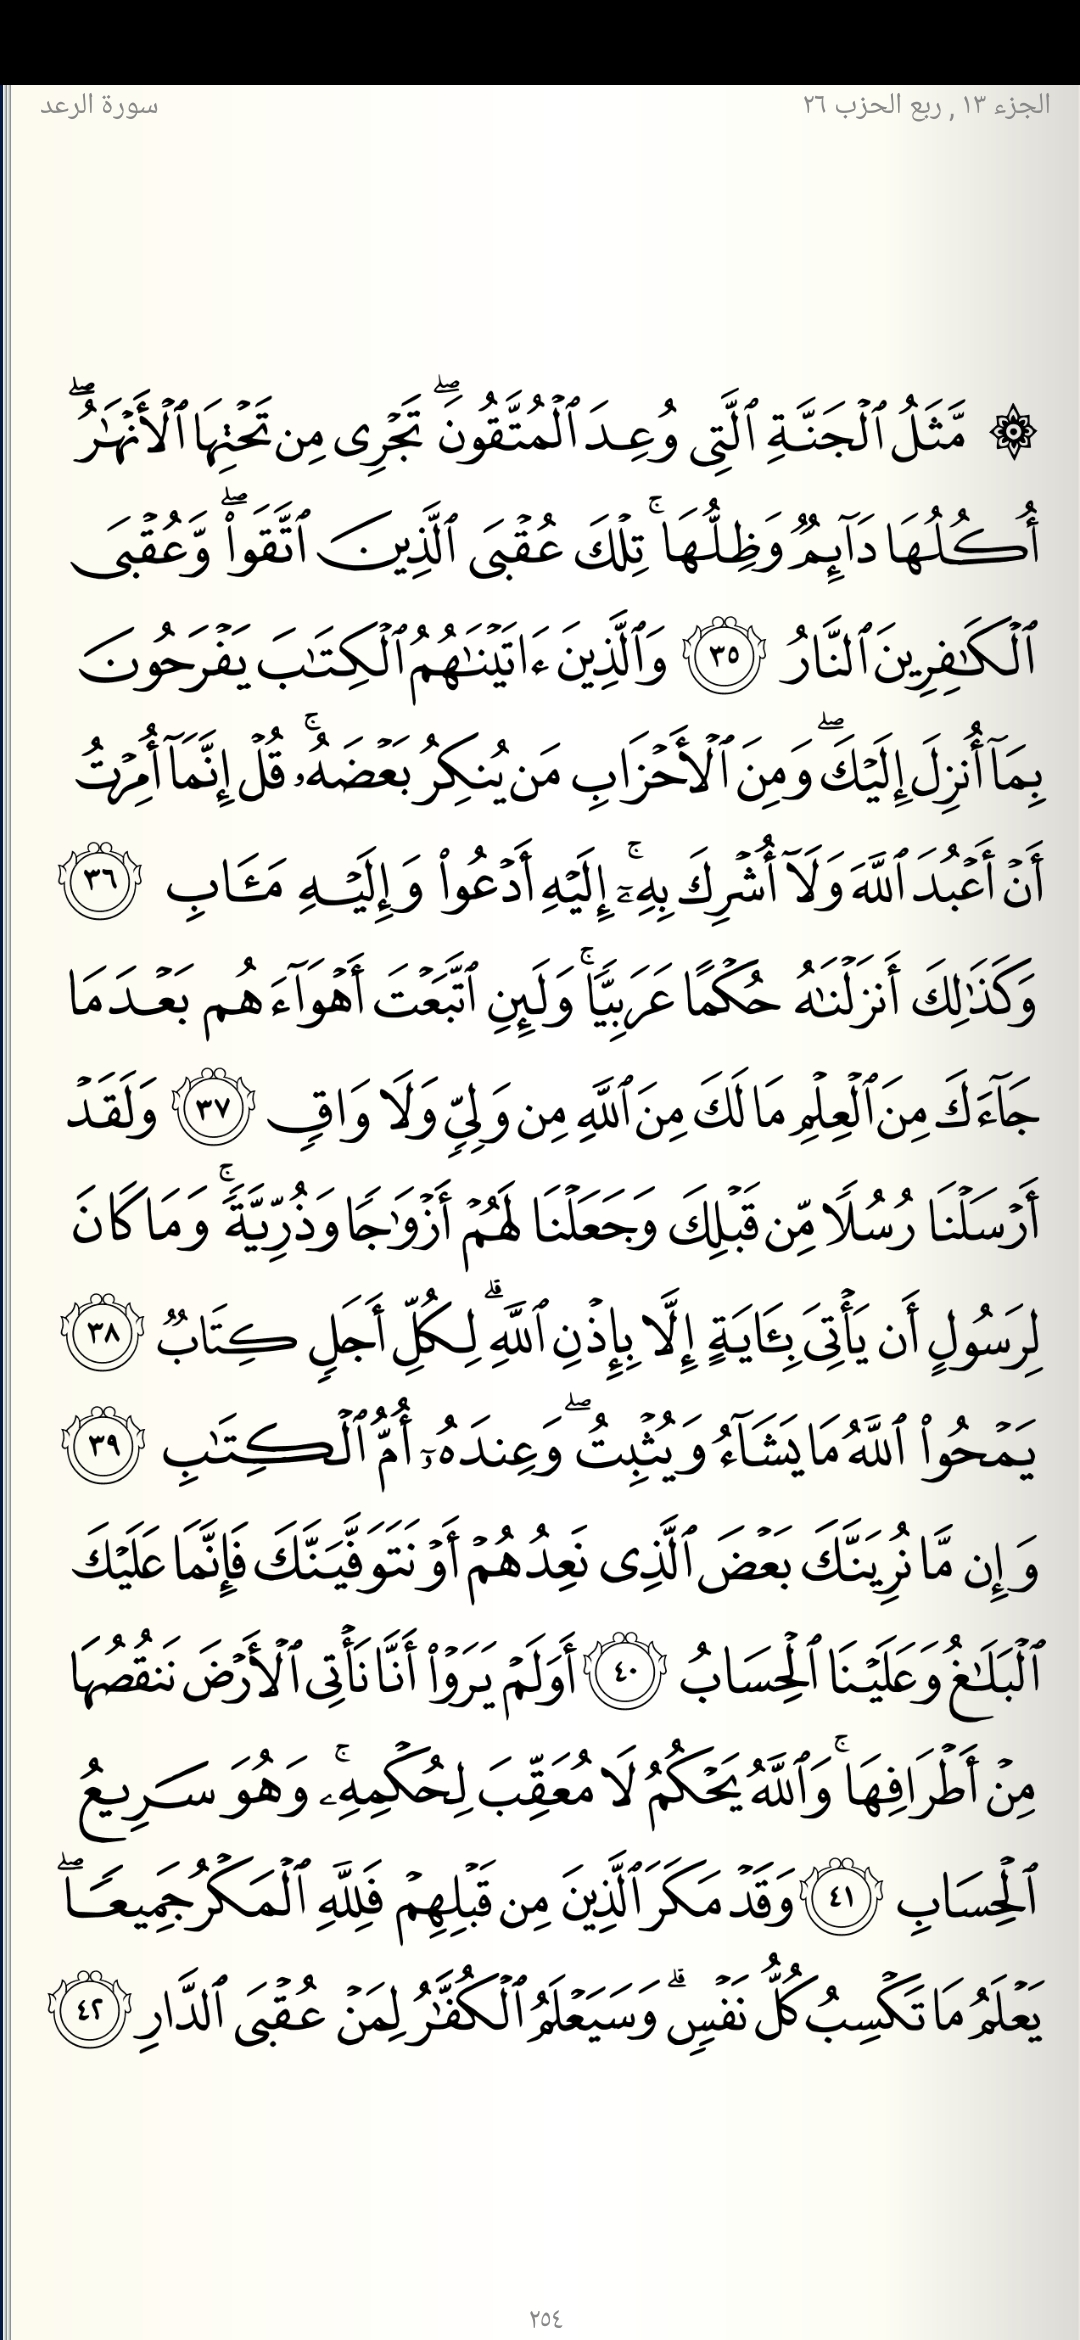 الجزء ١٣ , ربع الحزب ٢٦
سورة الرعد
۞ مَّثَلُ ٱلْجَنَّةِ ٱلَّتِى وُعِدَ ٱلْمُتَّقُونَ ۖ تَجْرِى مِن تَحْتِهَا ٱلْأَنْهَـٰرُ ۖ
أُكُلُهَا دَآئِمٌ وَظِلُّهَا ۚ تِلْكَ عُقْبَى ٱلَّذِينَ ٱتَّقَوا۟ ۖ وَّعُقْبَى
ٱلْكَـٰفِرِينَ ٱلنَّارُ ٣٥ وَٱلَّذِينَ ءَاتَيْنَـٰهُمُ ٱلْكِتَـٰبَ يَفْرَحُونَ
بِمَآ أُنزِلَ إِلَيْكَ ۖ وَمِنَ ٱلْأَحْزَابِ مَن يُنكِرُ بَعْضَهُۥ ۚ قُلْ إِنَّمَآ أُمِرْتُ
أَنْ أَعْبُدَ ٱللَّهَ وَلَآ أُشْرِكَ بِهِۦٓ ۚ إِلَيْهِ أَدْعُوا۟ وَإِلَيْهِ مَـَٔابِ ٣٦
وَكَذَٰلِكَ أَنزَلْنَـٰهُ حُكْمًا عَرَبِيًّا ۚ وَلَئِنِ ٱتَّبَعْتَ أَهْوَآءَهُم بَعْدَمَا
جَآءَكَ مِنَ ٱلْعِلْمِ مَا لَكَ مِنَ ٱللَّهِ مِن وَلِىٍّ وَلَا وَاقٍ ٣٧ وَلَقَدْ
أَرْسَلْنَا رُسُلًا مِّن قَبْلِكَ وَجَعَلْنَا لَهُمْ أَزْوَٰجًا وَذُرِّيَّةً ۚ وَمَا كَانَ
لِرَسُولٍ أَن يَأْتِىَ بِـَٔايَةٍ إِلَّا بِإِذْنِ ٱللَّهِ ۗ لِكُلِّ أَجَلٍ كِتَابٌ ٣٨
يَمْحُوا۟ ٱللَّهُ مَا يَشَآءُ وَيُثْبِتُ ۖ وَعِندَهُۥٓ أُمُّ ٱلْكِتَـٰبِ ٣٩
وَإِن مَّا نُرِيَنَّكَ بَعْضَ ٱلَّذِى نَعِدُهُمْ أَوْ نَتَوَفَّيَنَّكَ فَإِنَّمَا عَلَيْكَ
ٱلْبَلَـٰغُ وَعَلَيْنَا ٱلْحِسَابُ ٤٠ أَوَلَمْ يَرَوْا۟ أَنَّا نَأْتِى ٱلْأَرْضَ نَنقُصُهَا
مِنْ أَطْرَافِهَا ۚ وَٱللَّهُ يَحْكُمُ لَا مُعَقِّبَ لِحُكْمِهِۦ ۚ وَهُوَ سَرِيعُ
ٱلْحِسَابِ ٤١ وَقَدْ مَكَرَ ٱلَّذِينَ مِن قَبْلِهِمْ فَلِلَّهِ ٱلْمَكْرُ جَمِيعًا ۖ
يَعْلَمُ مَا تَكْسِبُ كُلُّ نَفْسٍ ۗ وَسَيَعْلَمُ ٱلْكُفَّـٰرُ لِمَنْ عُقْبَى ٱلدَّارِ ٤٢
٢٥٤